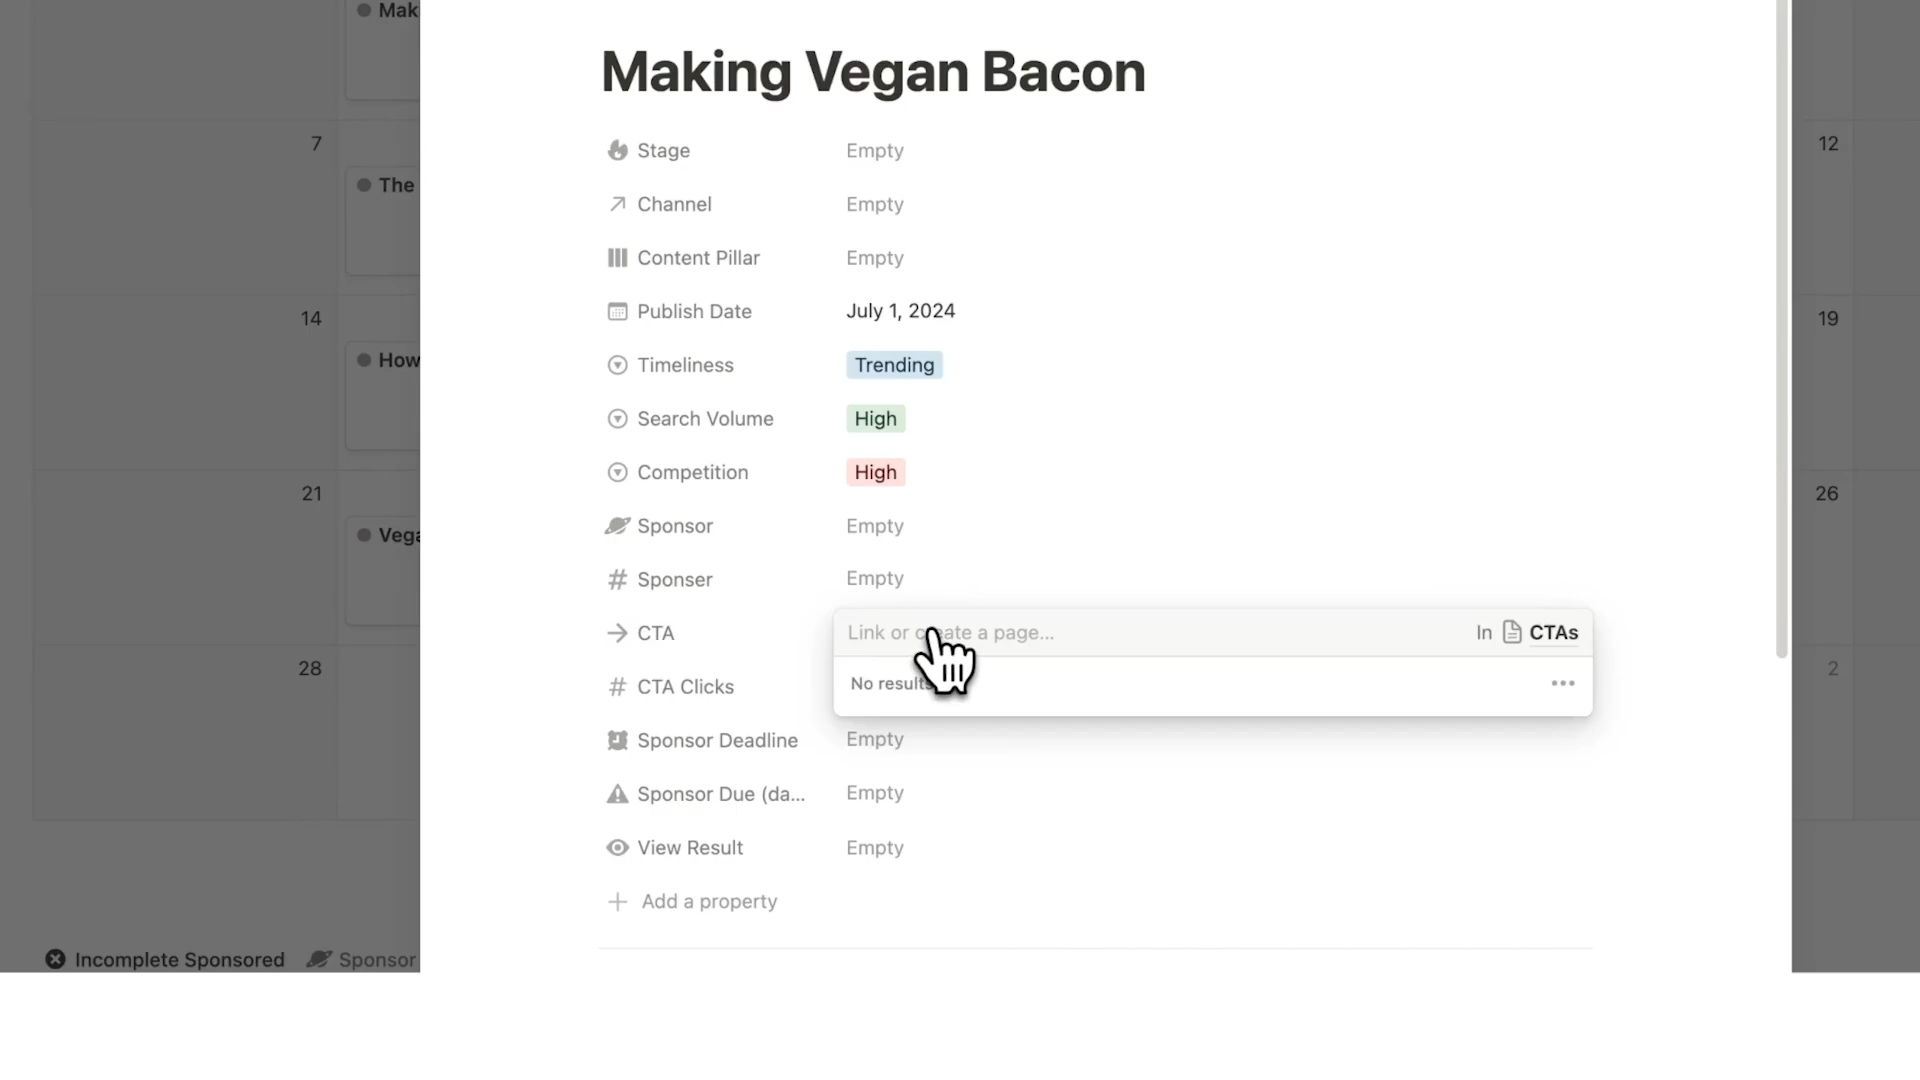 Mak
Making Vegan Bacon
Stage Empty
7
12
The
Channel Empty
Content Pillar Empty
Publish Date July 1, 2024
14
19
How
Timeliness Trending
Search Volume High
Competition High
21
26
Vega
Sponsor Empty
Sponser Empty
CTA Link or create a page... In CTAs
28
2
CTA Clicks No results
Sponsor Deadline Empty
Sponsor Due (da... Empty
View Result Empty
Add a property
Incomplete Sponsored Sponsor